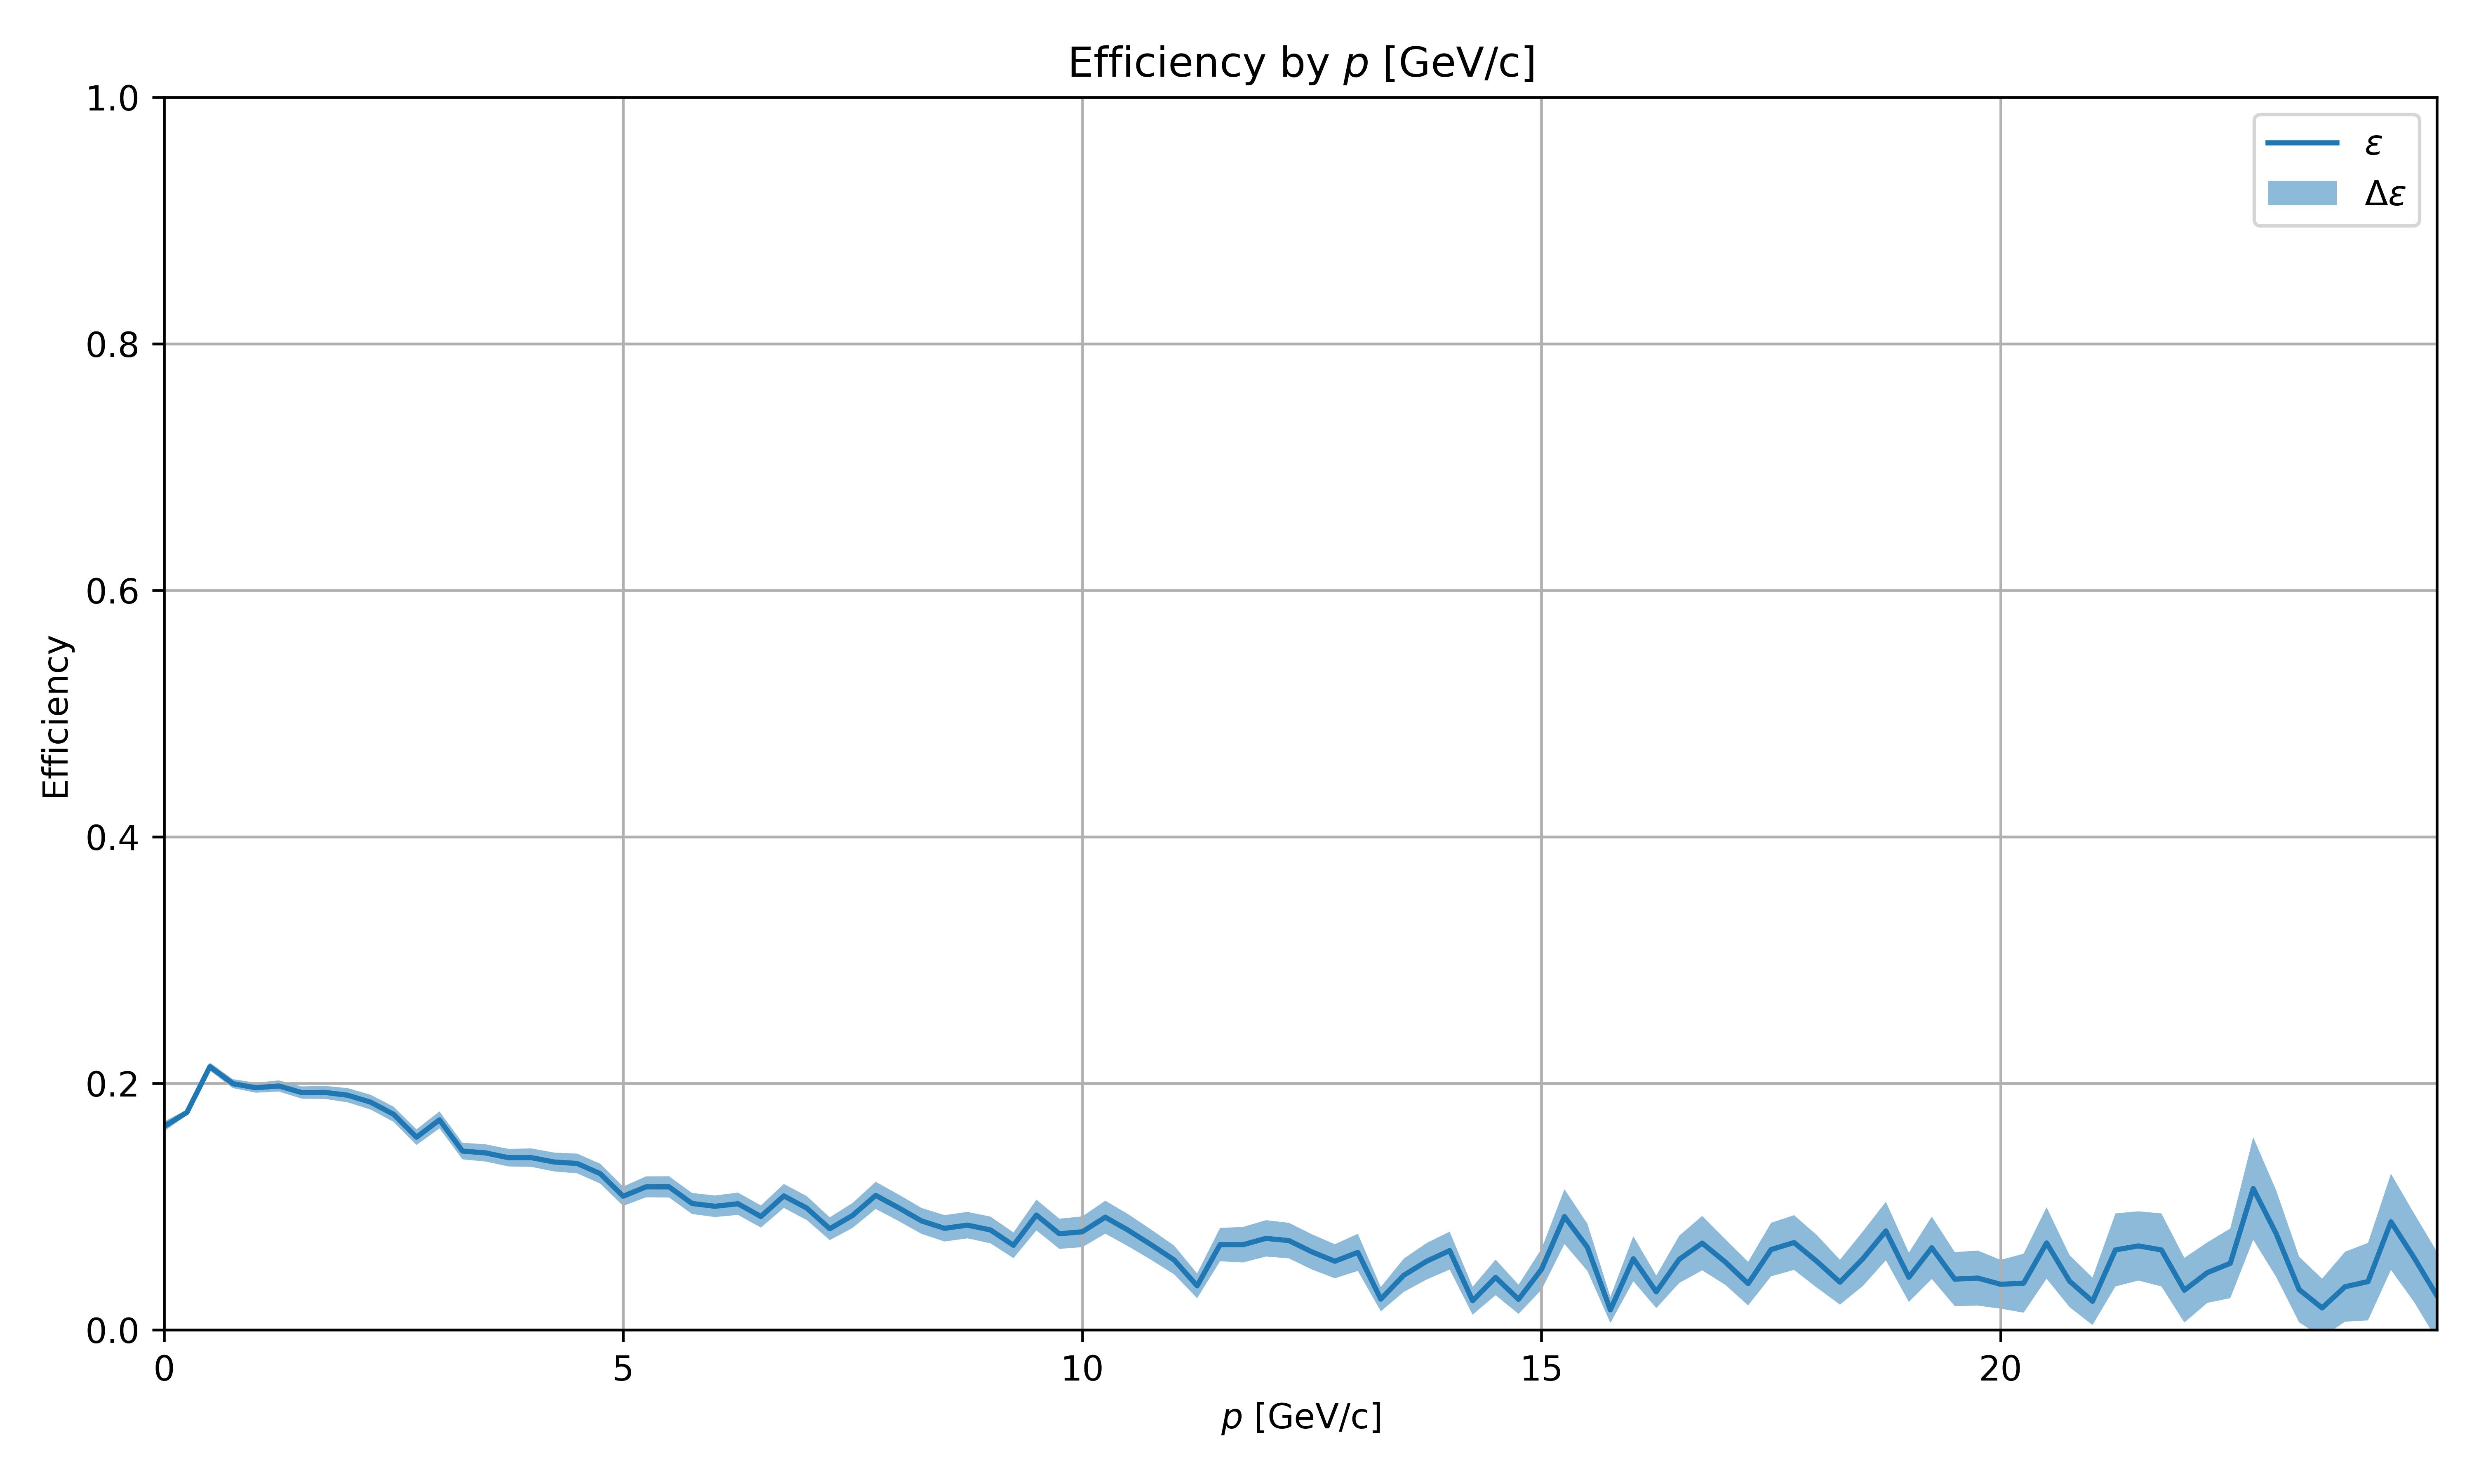 Efficiency by p [GeV/c]
1.0
0.8
0.6
0.4
0.2
0.0
Efficiency
ε
Δε
0 5 10 15 20
p [GeV/c]